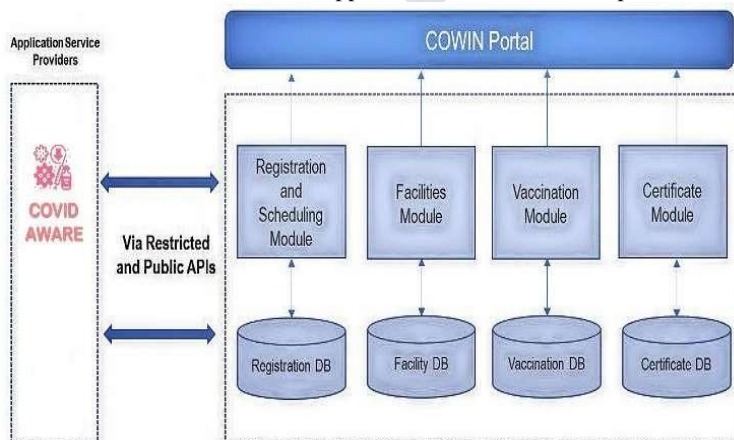 COWIN Portal
Application Service
Providers
COVID
AWARE
Via Restricted
and Public APIs
Registration
and
Scheduling
Module
Facilities
Module
Vaccination
Module
Certificate
Module
Registration DB
Facility DB
Vaccination DB
Certificate DB